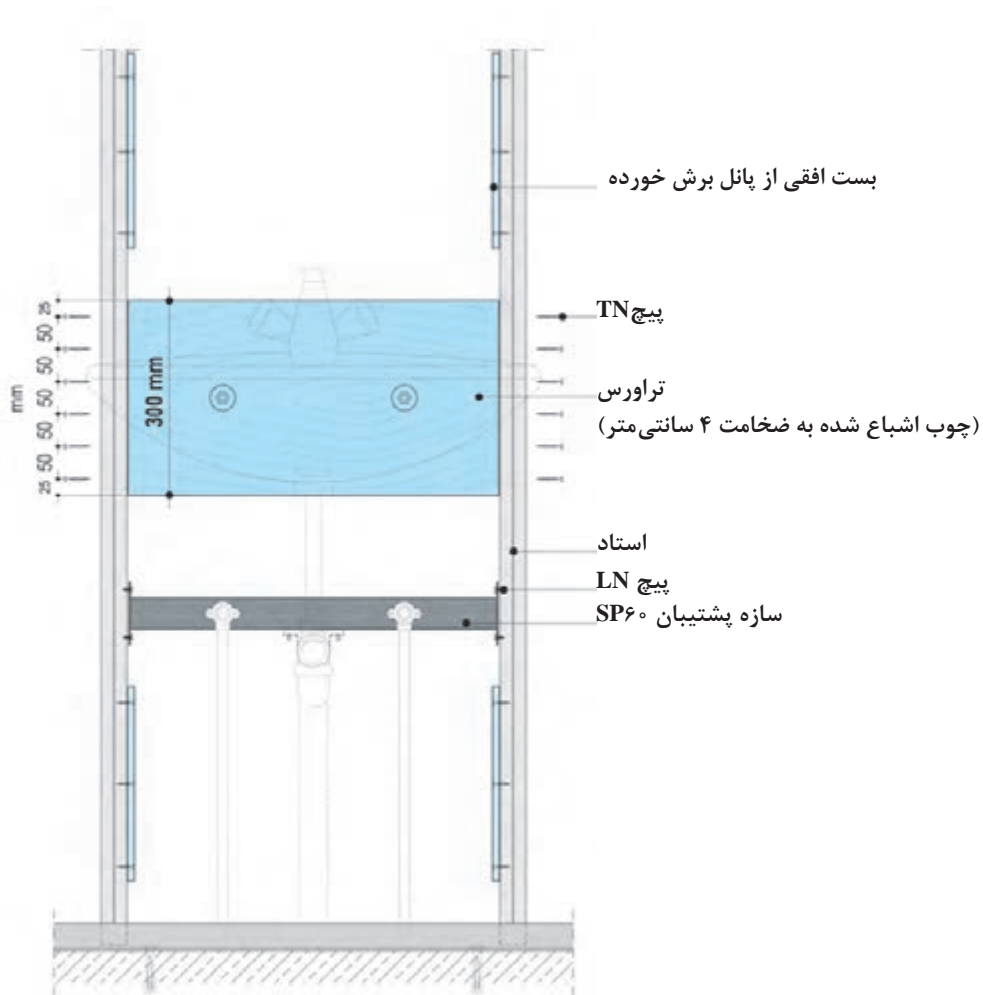 بست افقی از پانل برش خورده
پیچTN
تراورس
(چوب اشباع شده به ضخامت ۴ سانتی‌متر)
استاد
پیچ LN
سازه پشتیبان SP۶۰
mm
25
50
50
50
50
50
25
300 mm